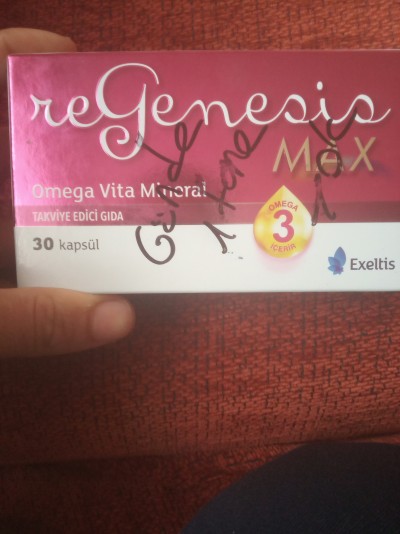 reGenesis
MAX
Omega Vita Mineral
TAKVİYE EDİCİ GIDA
30 kapsül
OMEGA
3
İÇERİR
Exeltis
Günde
1 tane